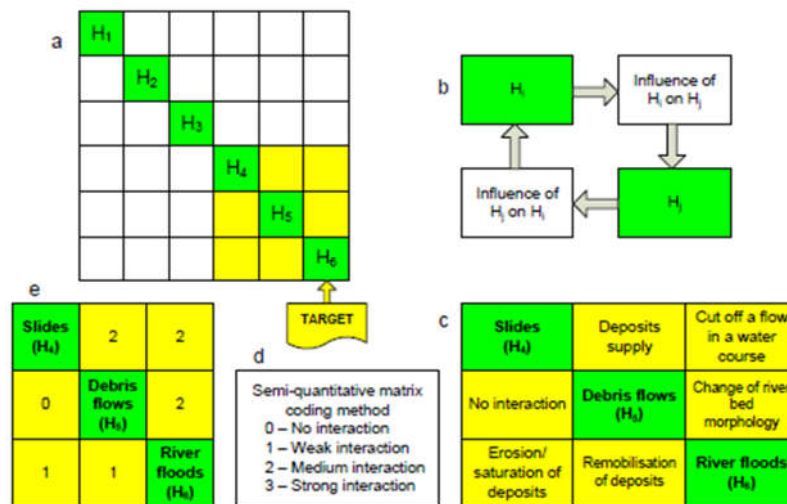 a
H1
H2
H3
H4
H5
H6
TARGET
b
Hi
Influence of
Hi on Hj
Influence of
Hj on Hi
Hj
e
Slides
(H4)
2
2
0
Debris
flows
(H5)
2
1
1
River
floods
(H6)
d
Semi-quantitative matrix
coding method
0 – No interaction
1 – Weak interaction
2 – Medium interaction
3 – Strong interaction
c
Slides
(H4)
Deposits
supply
Cut off a flow
in a water
course
No interaction
Debris flows
(H5)
Change of river
bed
morphology
Erosion/
saturation of
deposits
Remobilisation
of deposits
River floods
(H6)